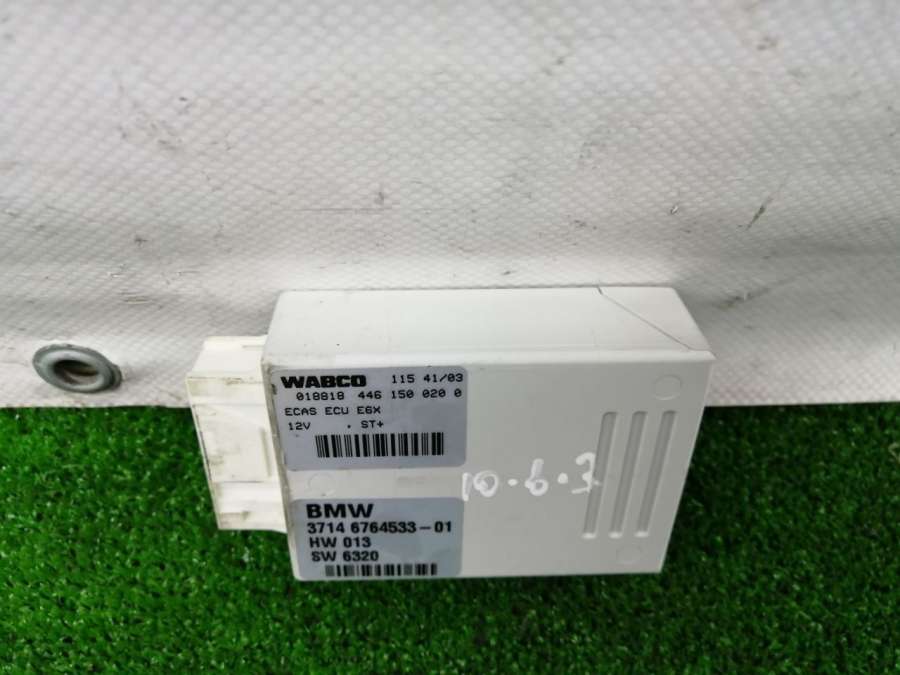 WABCO 115 41/03
018818 446 150 020 0
ECAS ECU E6X
12V . ST+
10.6.3
BMW
3714 6764533-01
HW 013
SW 6320